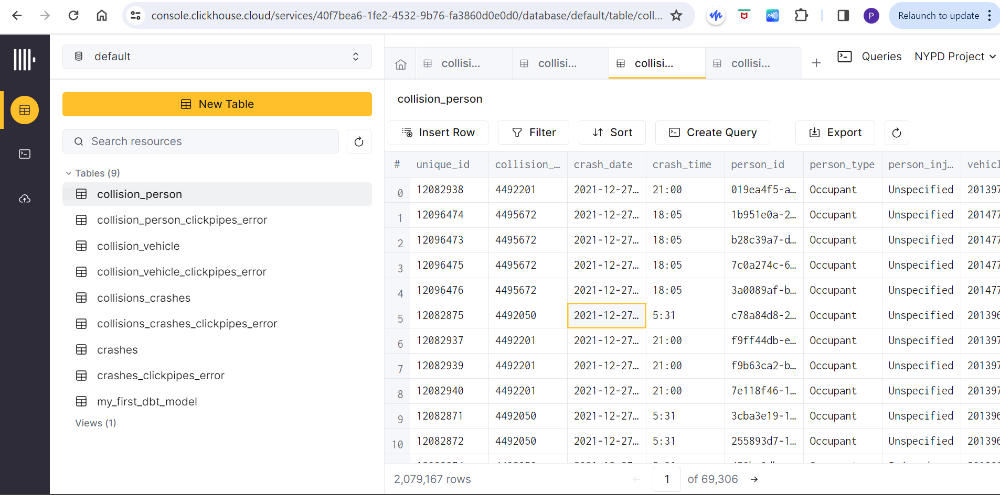 console.clickhouse.cloud/services/40f7bea6-1fe2-4532-9b76-fa3860d0e0d0/database/default/table/coll...
P
Relaunch to update
default
collisi...
collisi...
collisi...
collisi...
Queries
NYPD Project
New Table
Search resources
Tables (9)
collision_person
collision_person_clickpipes_error
collision_vehicle
collision_vehicle_clickpipes_error
collisions_crashes
collisions_crashes_clickpipes_error
crashes
crashes_clickpipes_error
my_first_dbt_model
Views (1)
collision_person
Insert Row
Filter
Sort
Create Query
Export
# unique_id collision_… crash_date crash_time person_id person_type person_inj… vehicl
0 12082938 4492201 2021-12-27… 21:00 019ea4f5-a… Occupant Unspecified 201397
1 12096474 4495672 2021-12-27… 18:05 1b951e0a-2… Occupant Unspecified 201477
2 12096473 4495672 2021-12-27… 18:05 b28c39a7-d… Occupant Unspecified 201477
3 12096475 4495672 2021-12-27… 18:05 7c0a274c-6… Occupant Unspecified 201477
4 12096476 4495672 2021-12-27… 18:05 3a0089af-b… Occupant Unspecified 201477
5 12082875 4492050 2021-12-27… 5:31 c78a84d8-2… Occupant Unspecified 201396
6 12082937 4492201 2021-12-27… 21:00 f9ff44db-e… Occupant Unspecified 201397
7 12082939 4492201 2021-12-27… 21:00 f9b63ca2-b… Occupant Unspecified 201397
8 12082940 4492201 2021-12-27… 21:00 7e118f46-1… Occupant Unspecified 201397
9 12082871 4492050 2021-12-27… 5:31 3cba3e19-1… Occupant Unspecified 201396
10 12082872 4492050 2021-12-27… 5:31 255893d7-1… Occupant Unspecified 201396
2,079,167 rows
1 of 69,306